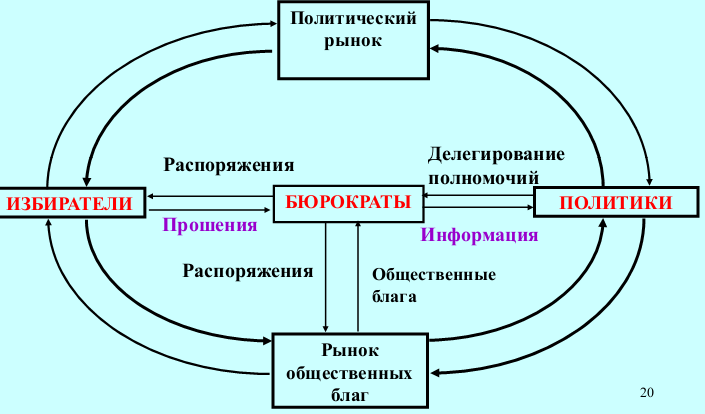 Политический
рынок
Распоряжения
Делегирование
полномочий
ИЗБИРАТЕЛИ
БЮРОКРАТЫ
ПОЛИТИКИ
Прошения
Информация
Распоряжения
Общественные
блага
Рынок
общественных
благ
20